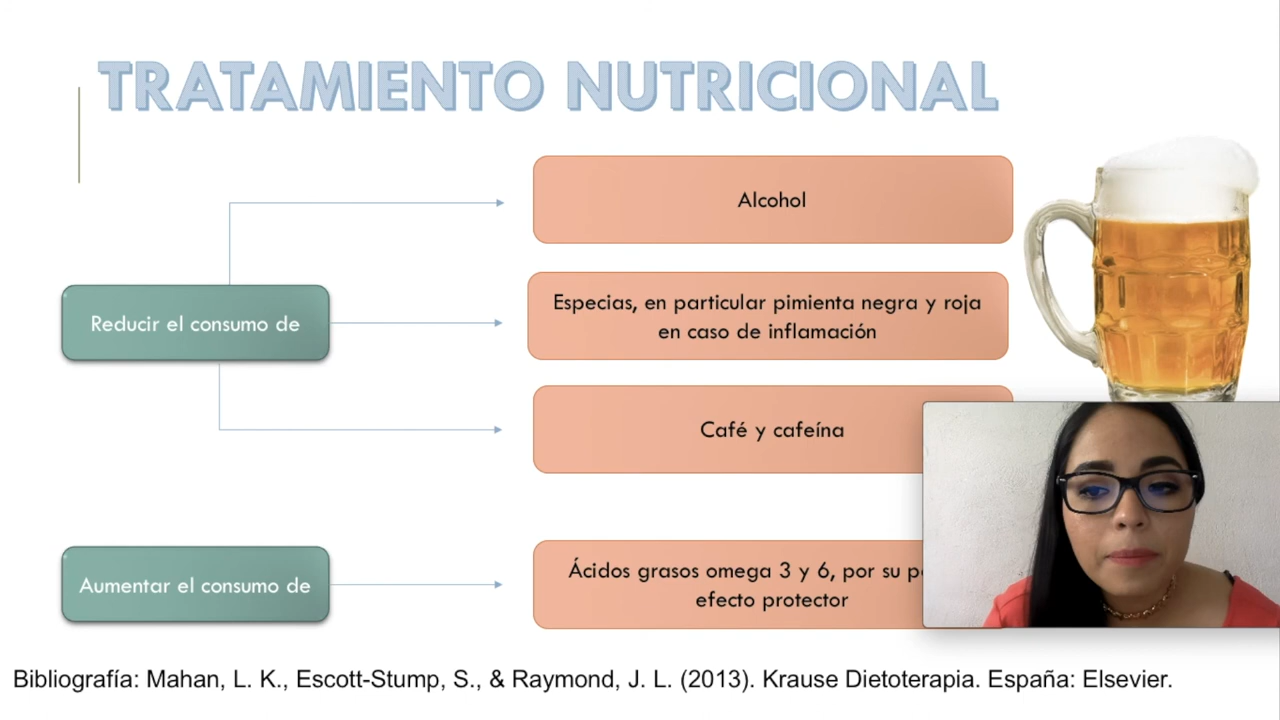 TRATAMIENTO NUTRICIONAL
Alcohol
Reducir el consumo de
Especias, en particular pimienta negra y roja
en caso de inflamación
Café y cafeína
Aumentar el consumo de
Ácidos grasos omega 3 y 6, por su
efecto protector
Bibliografía: Mahan, L. K., Escott-Stump, S., & Raymond, J. L. (2013). Krause Dietoterapia. España: Elsevier.